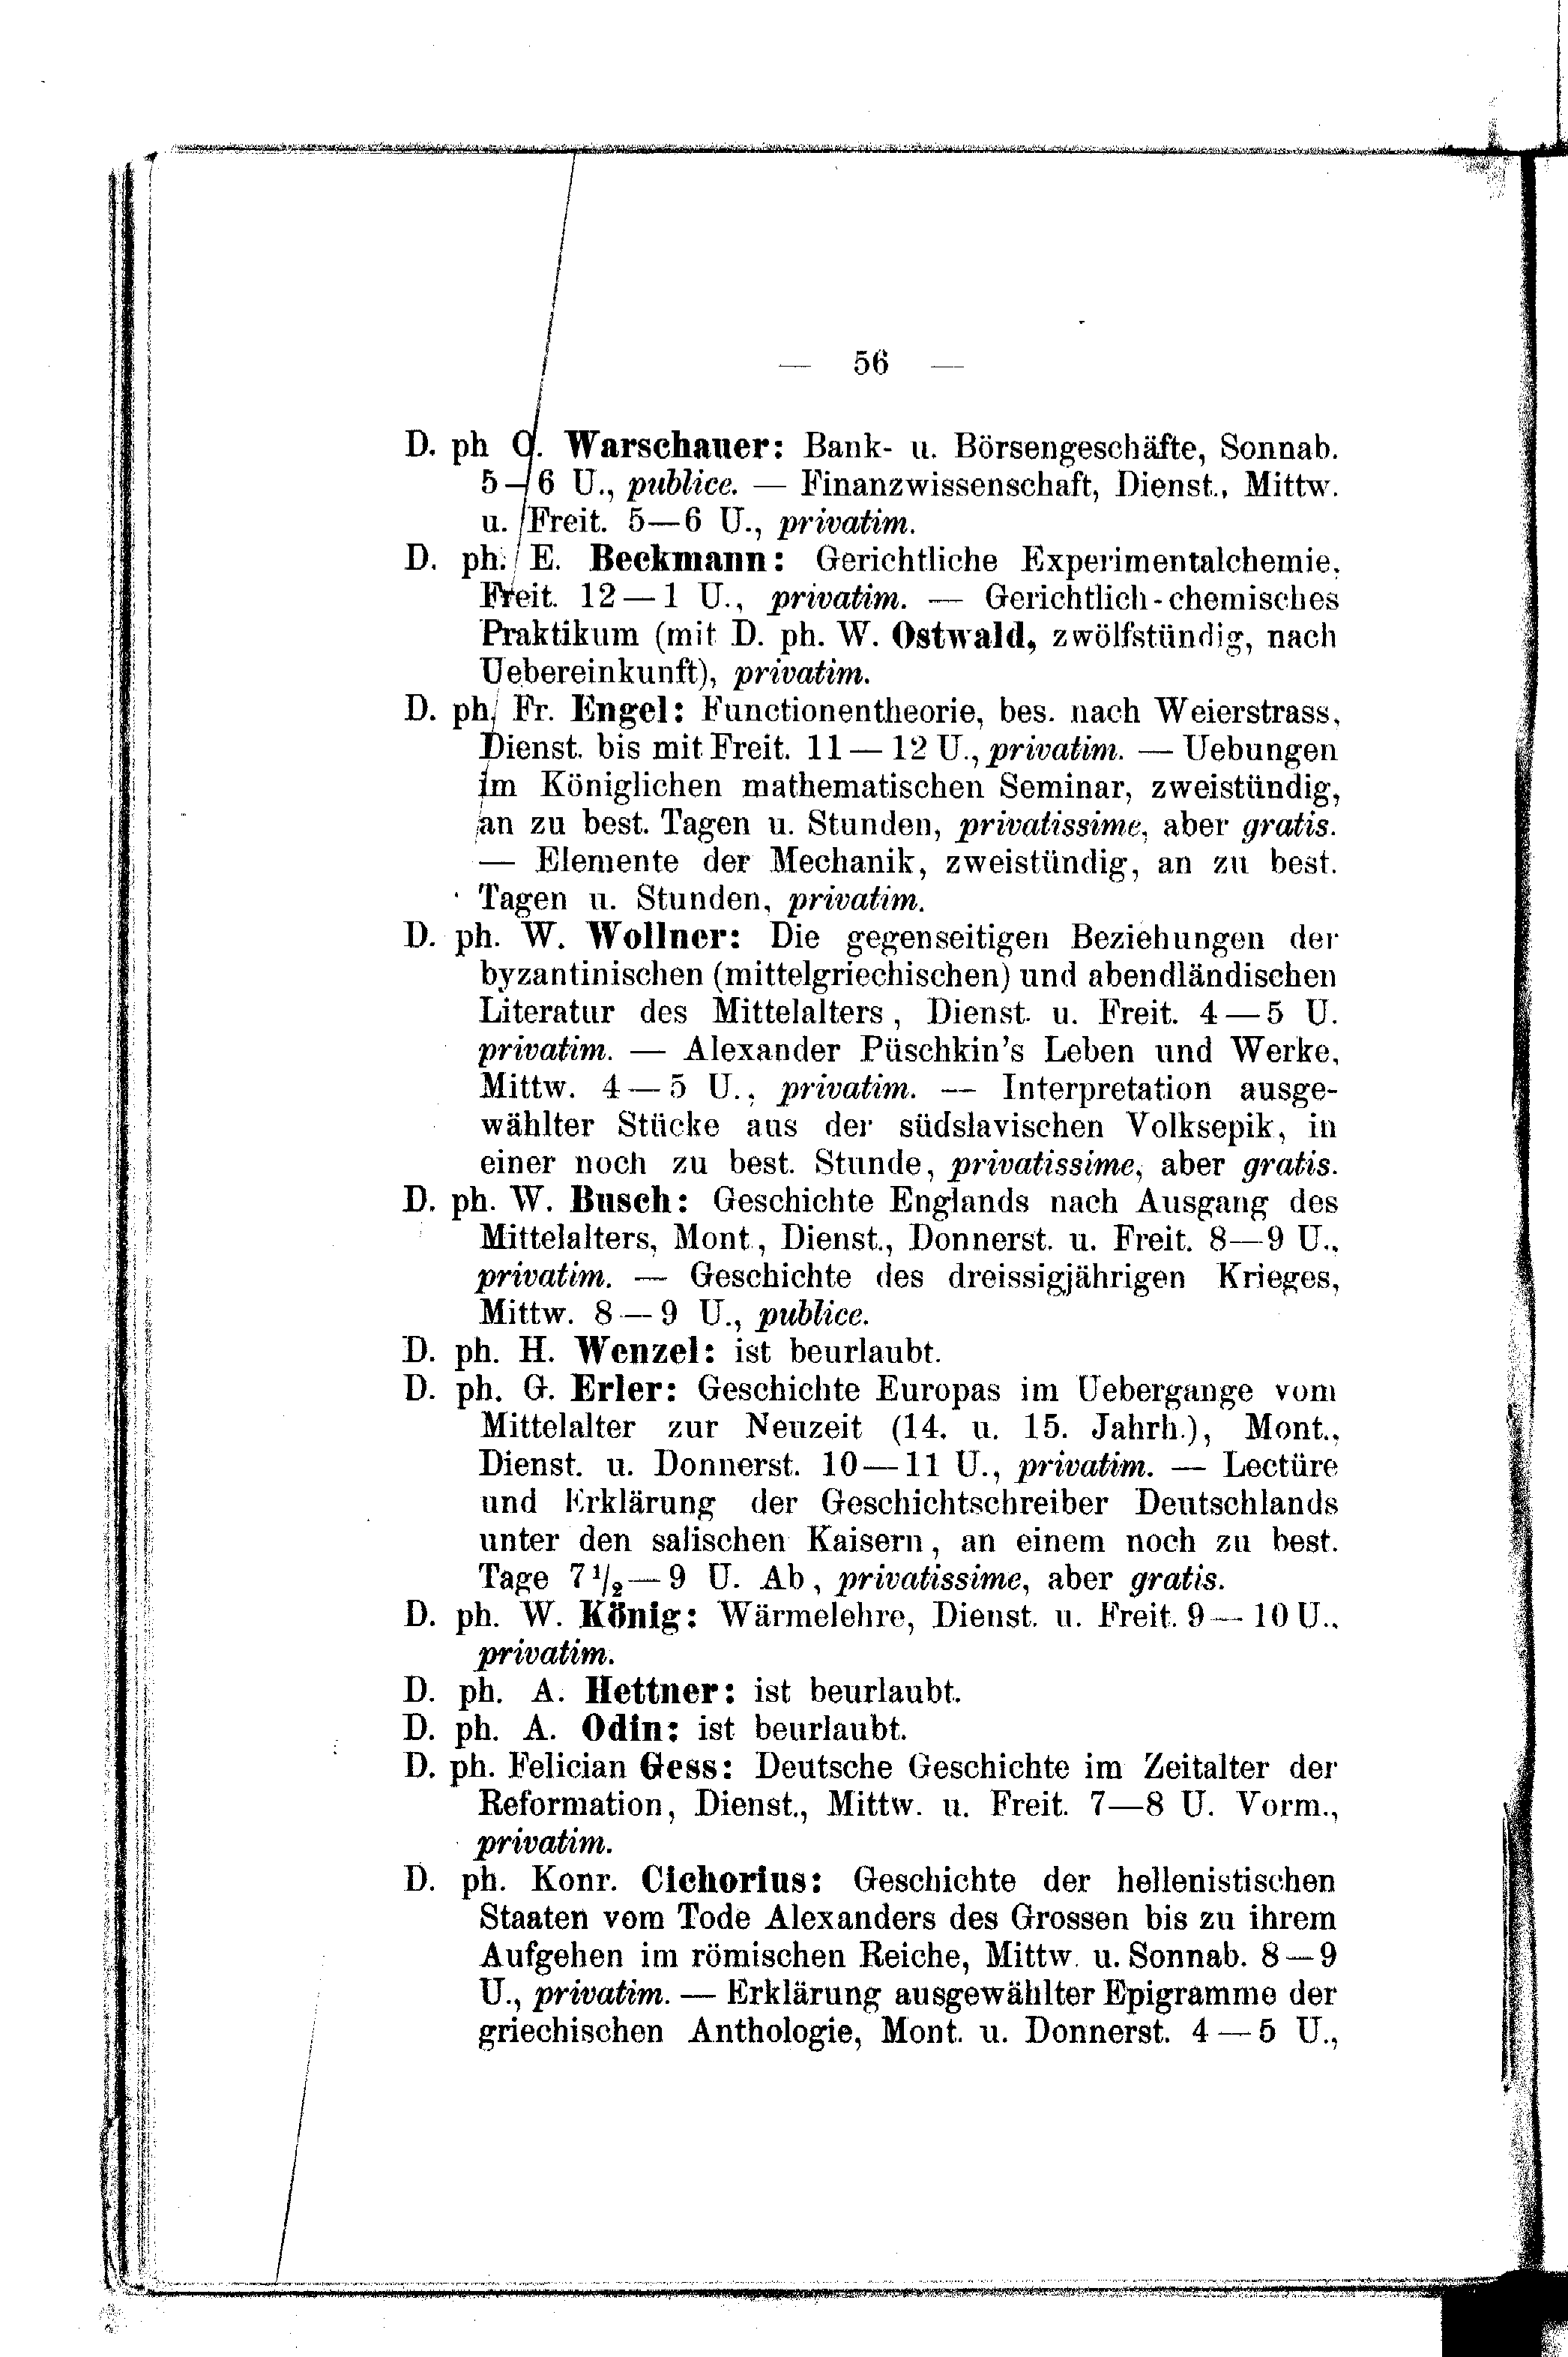 — 56 —
D. ph O. Warschauer: Bank- u. Börsengeschäfte, Sonnab.
5—6 U., publice. — Finanzwissenschaft, Dienst., Mittw.
u. Freit. 5—6 U., privatim.
D. ph. E. Beckmann: Gerichtliche Experimentalchemie,
Freit. 12—1 U., privatim. — Gerichtlich-chemisches
Praktikum (mit D. ph. W. Ostwald, zwölfstündig, nach
Uebereinkunft), privatim.
D. ph. Fr. Engel: Functionentheorie, bes. nach Weierstrass,
Dienst. bis mit Freit. 11—12 U., privatim. — Uebungen
im Königlichen mathematischen Seminar, zweistündig,
an zu best. Tagen u. Stunden, privatissime, aber gratis.
— Elemente der Mechanik, zweistündig, an zu best.
Tagen u. Stunden, privatim.
D. ph. W. Wollner: Die gegenseitigen Beziehungen der
byzantinischen (mittelgriechischen) und abendländischen
Literatur des Mittelalters, Dienst. u. Freit. 4—5 U.
privatim. — Alexander Püschkin's Leben und Werke,
Mittw. 4—5 U., privatim. — Interpretation ausge-
wählter Stücke aus der südslavischen Volksepik, in
einer noch zu best. Stunde, privatissime, aber gratis.
D. ph. W. Busch: Geschichte Englands nach Ausgang des
Mittelalters, Mont., Dienst., Donnerst. u. Freit. 8—9 U.,
privatim. — Geschichte des dreissigjährigen Krieges,
Mittw. 8—9 U., publice.
D. ph. H. Wenzel: ist beurlaubt.
D. ph. G. Erler: Geschichte Europas im Uebergange vom
Mittelalter zur Neuzeit (14. u. 15. Jahrh.), Mont.,
Dienst. u. Donnerst. 10—11 U., privatim. — Lectüre
und Erklärung der Geschichtschreiber Deutschlands
unter den salischen Kaisern, an einem noch zu best.
Tage 7½—9 U. Ab, privatissime, aber gratis.
D. ph. W. König: Wärmelehre, Dienst. u. Freit. 9—10 U.,
privatim.
D. ph. A. Hettner: ist beurlaubt.
D. ph. A. Odin: ist beurlaubt.
D. ph. Felician Gess: Deutsche Geschichte im Zeitalter der
Reformation, Dienst., Mittw. u. Freit. 7—8 U. Vorm.,
privatim.
D. ph. Konr. Cichorius: Geschichte der hellenistischen
Staaten vom Tode Alexanders des Grossen bis zu ihrem
Aufgehen im römischen Reiche, Mittw. u. Sonnab. 8—9
U., privatim. — Erklärung ausgewählter Epigramme der
griechischen Anthologie, Mont. u. Donnerst. 4—5 U.,